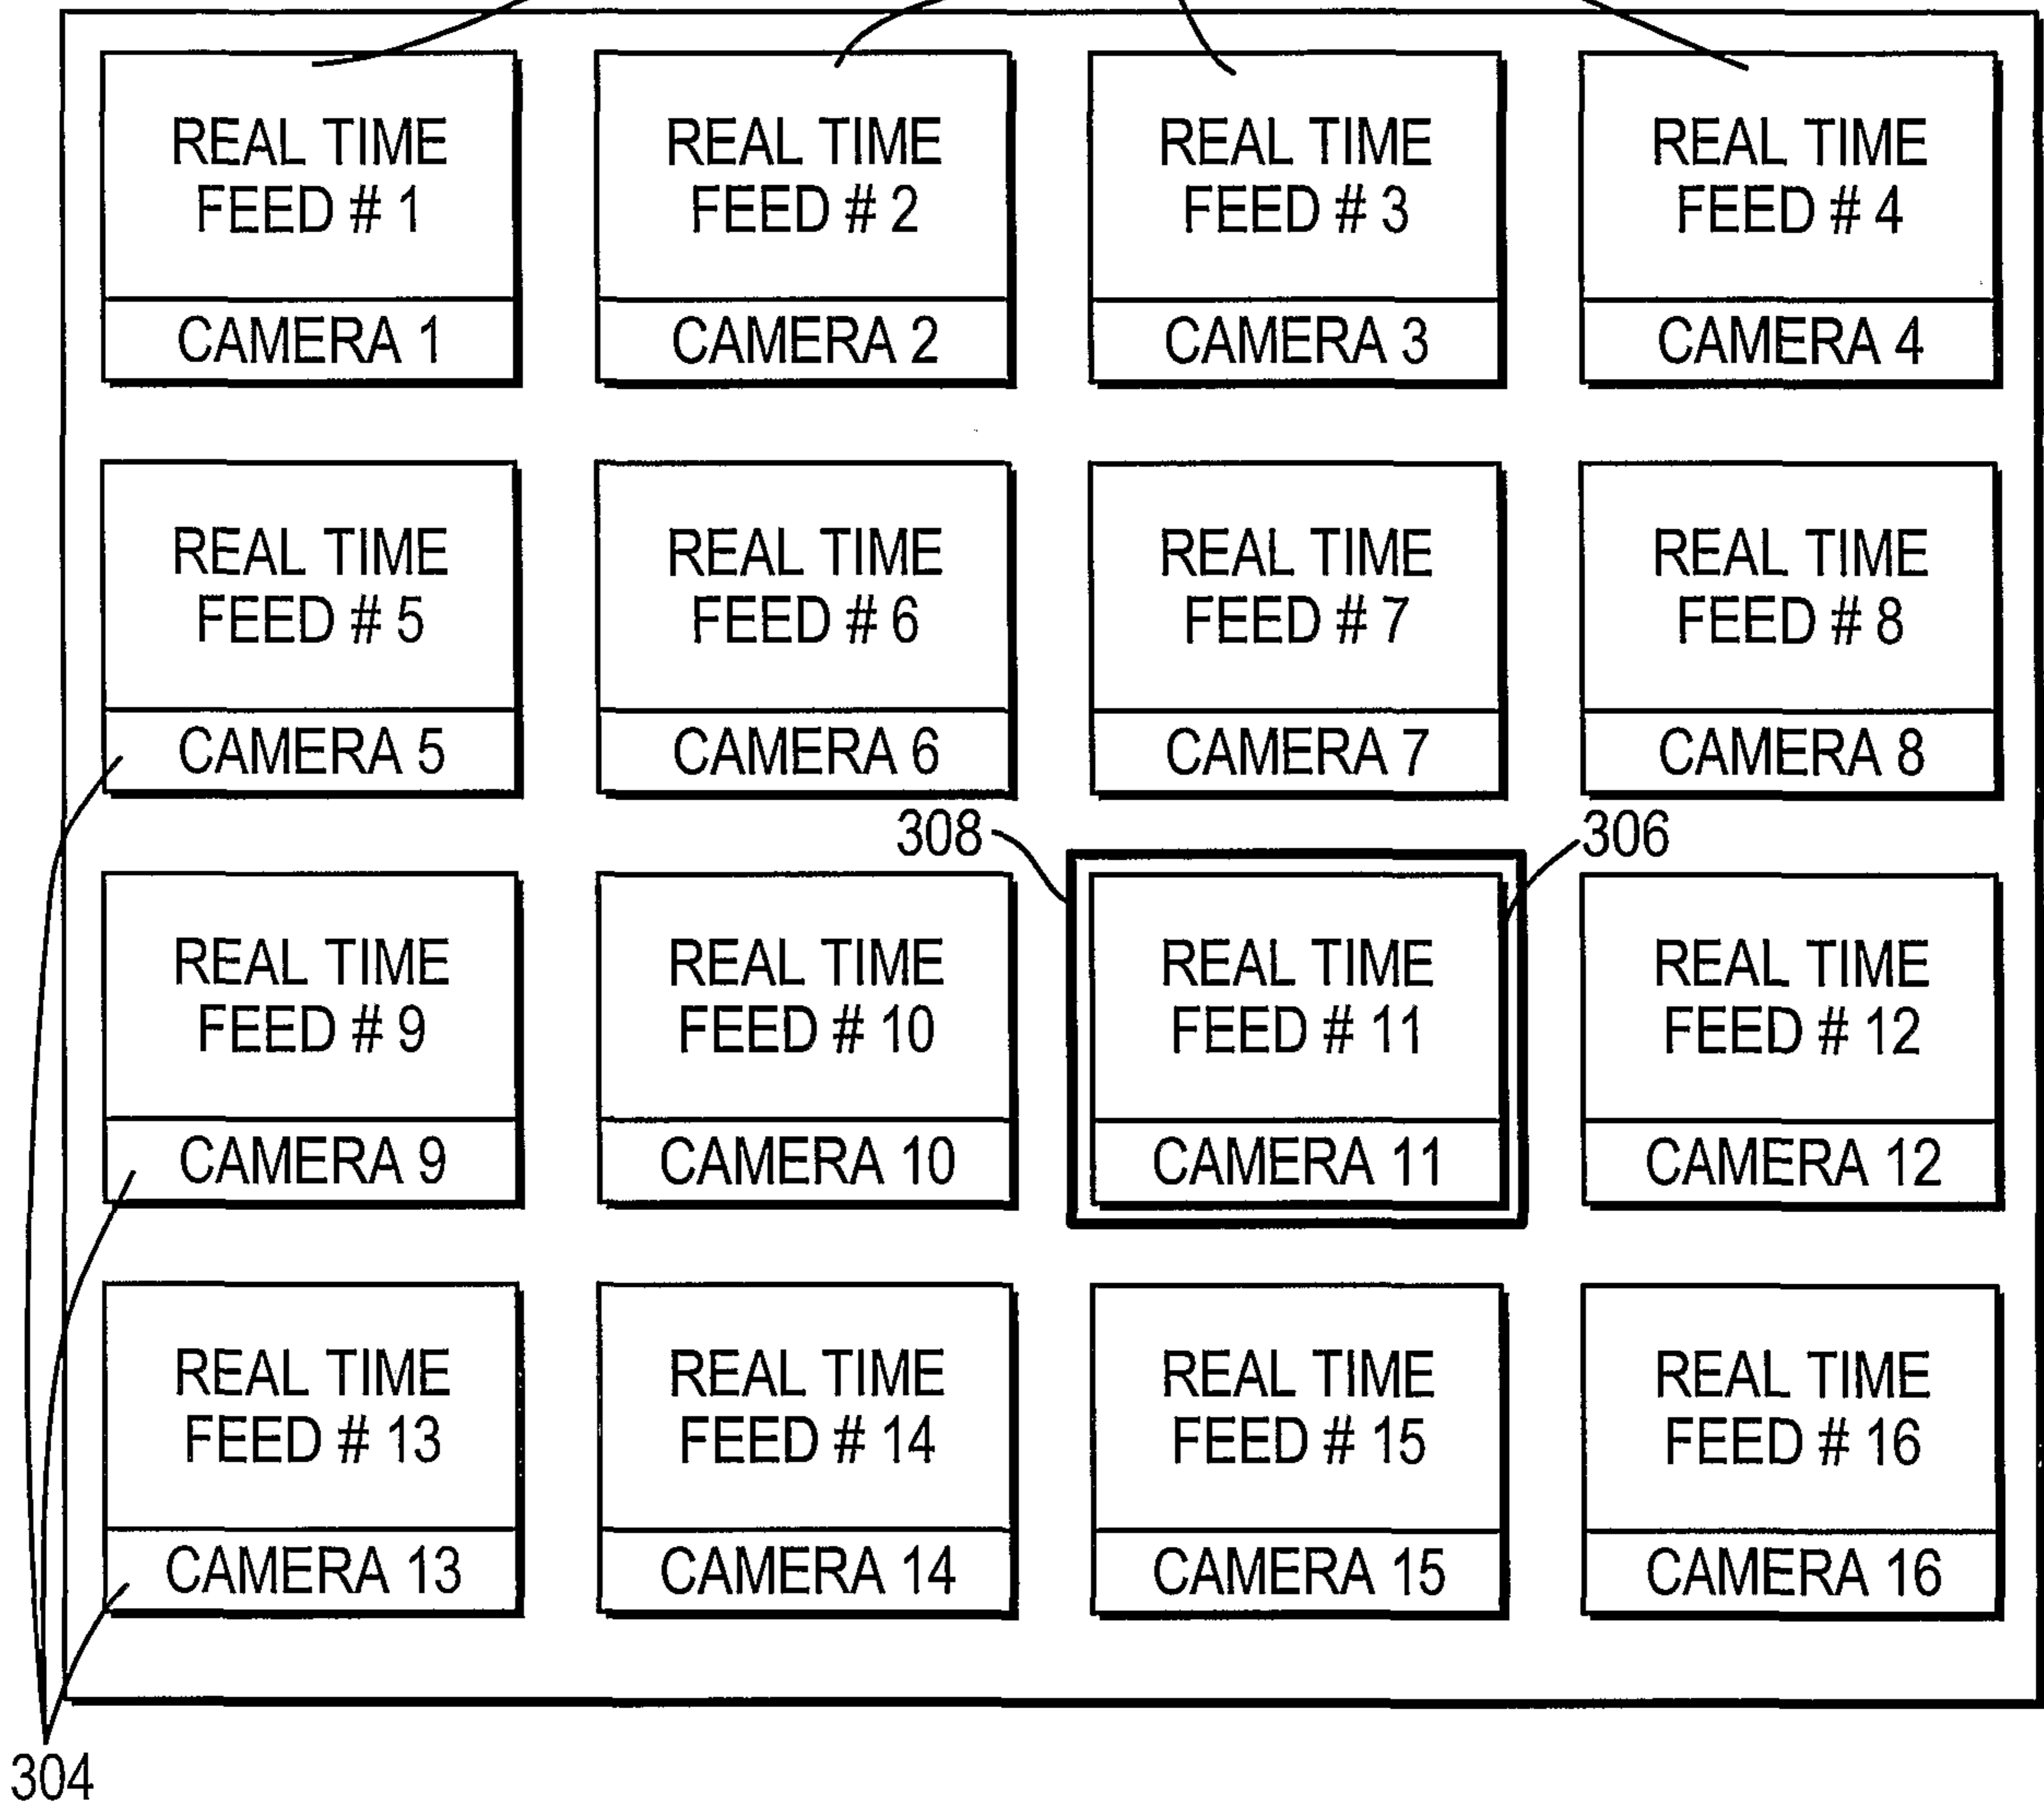 REAL TIME
FEED # 1
CAMERA 1
REAL TIME
FEED # 2
CAMERA 2
REAL TIME
FEED # 3
CAMERA 3
REAL TIME
FEED # 4
CAMERA 4
REAL TIME
FEED # 5
CAMERA 5
REAL TIME
FEED # 6
CAMERA 6
REAL TIME
FEED # 7
CAMERA 7
REAL TIME
FEED # 8
CAMERA 8
308
306
REAL TIME
FEED # 9
CAMERA 9
REAL TIME
FEED # 10
CAMERA 10
REAL TIME
FEED # 11
CAMERA 11
REAL TIME
FEED # 12
CAMERA 12
REAL TIME
FEED # 13
CAMERA 13
REAL TIME
FEED # 14
CAMERA 14
REAL TIME
FEED # 15
CAMERA 15
REAL TIME
FEED # 16
CAMERA 16
304